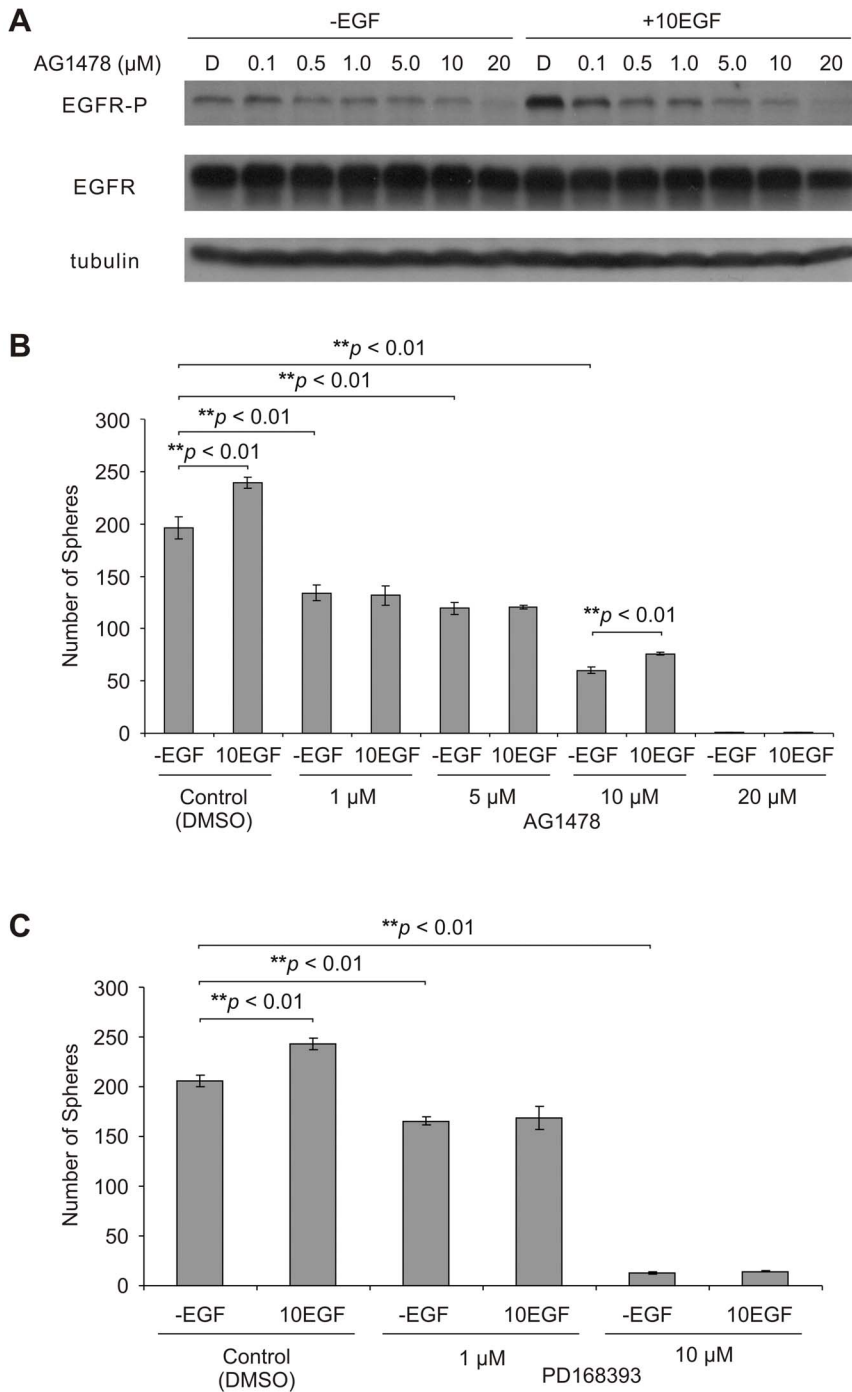 A
-EGF +10EGF
AG1478 (µM) D 0.1 0.5 1.0 5.0 10 20 D 0.1 0.5 1.0 5.0 10 20
EGFR-P
EGFR
tubulin
B
**p < 0.01
**p < 0.01
**p < 0.01
**p < 0.01
**p < 0.01
Number of Spheres
300
250
200
150
100
50
0
-EGF 10EGF -EGF 10EGF -EGF 10EGF -EGF 10EGF -EGF 10EGF
Control (DMSO) 1 µM 5 µM 10 µM 20 µM
AG1478
C
**p < 0.01
**p < 0.01
**p < 0.01
Number of Spheres
300
250
200
150
100
50
0
-EGF 10EGF -EGF 10EGF -EGF 10EGF
Control (DMSO) 1 µM 10 µM
PD168393